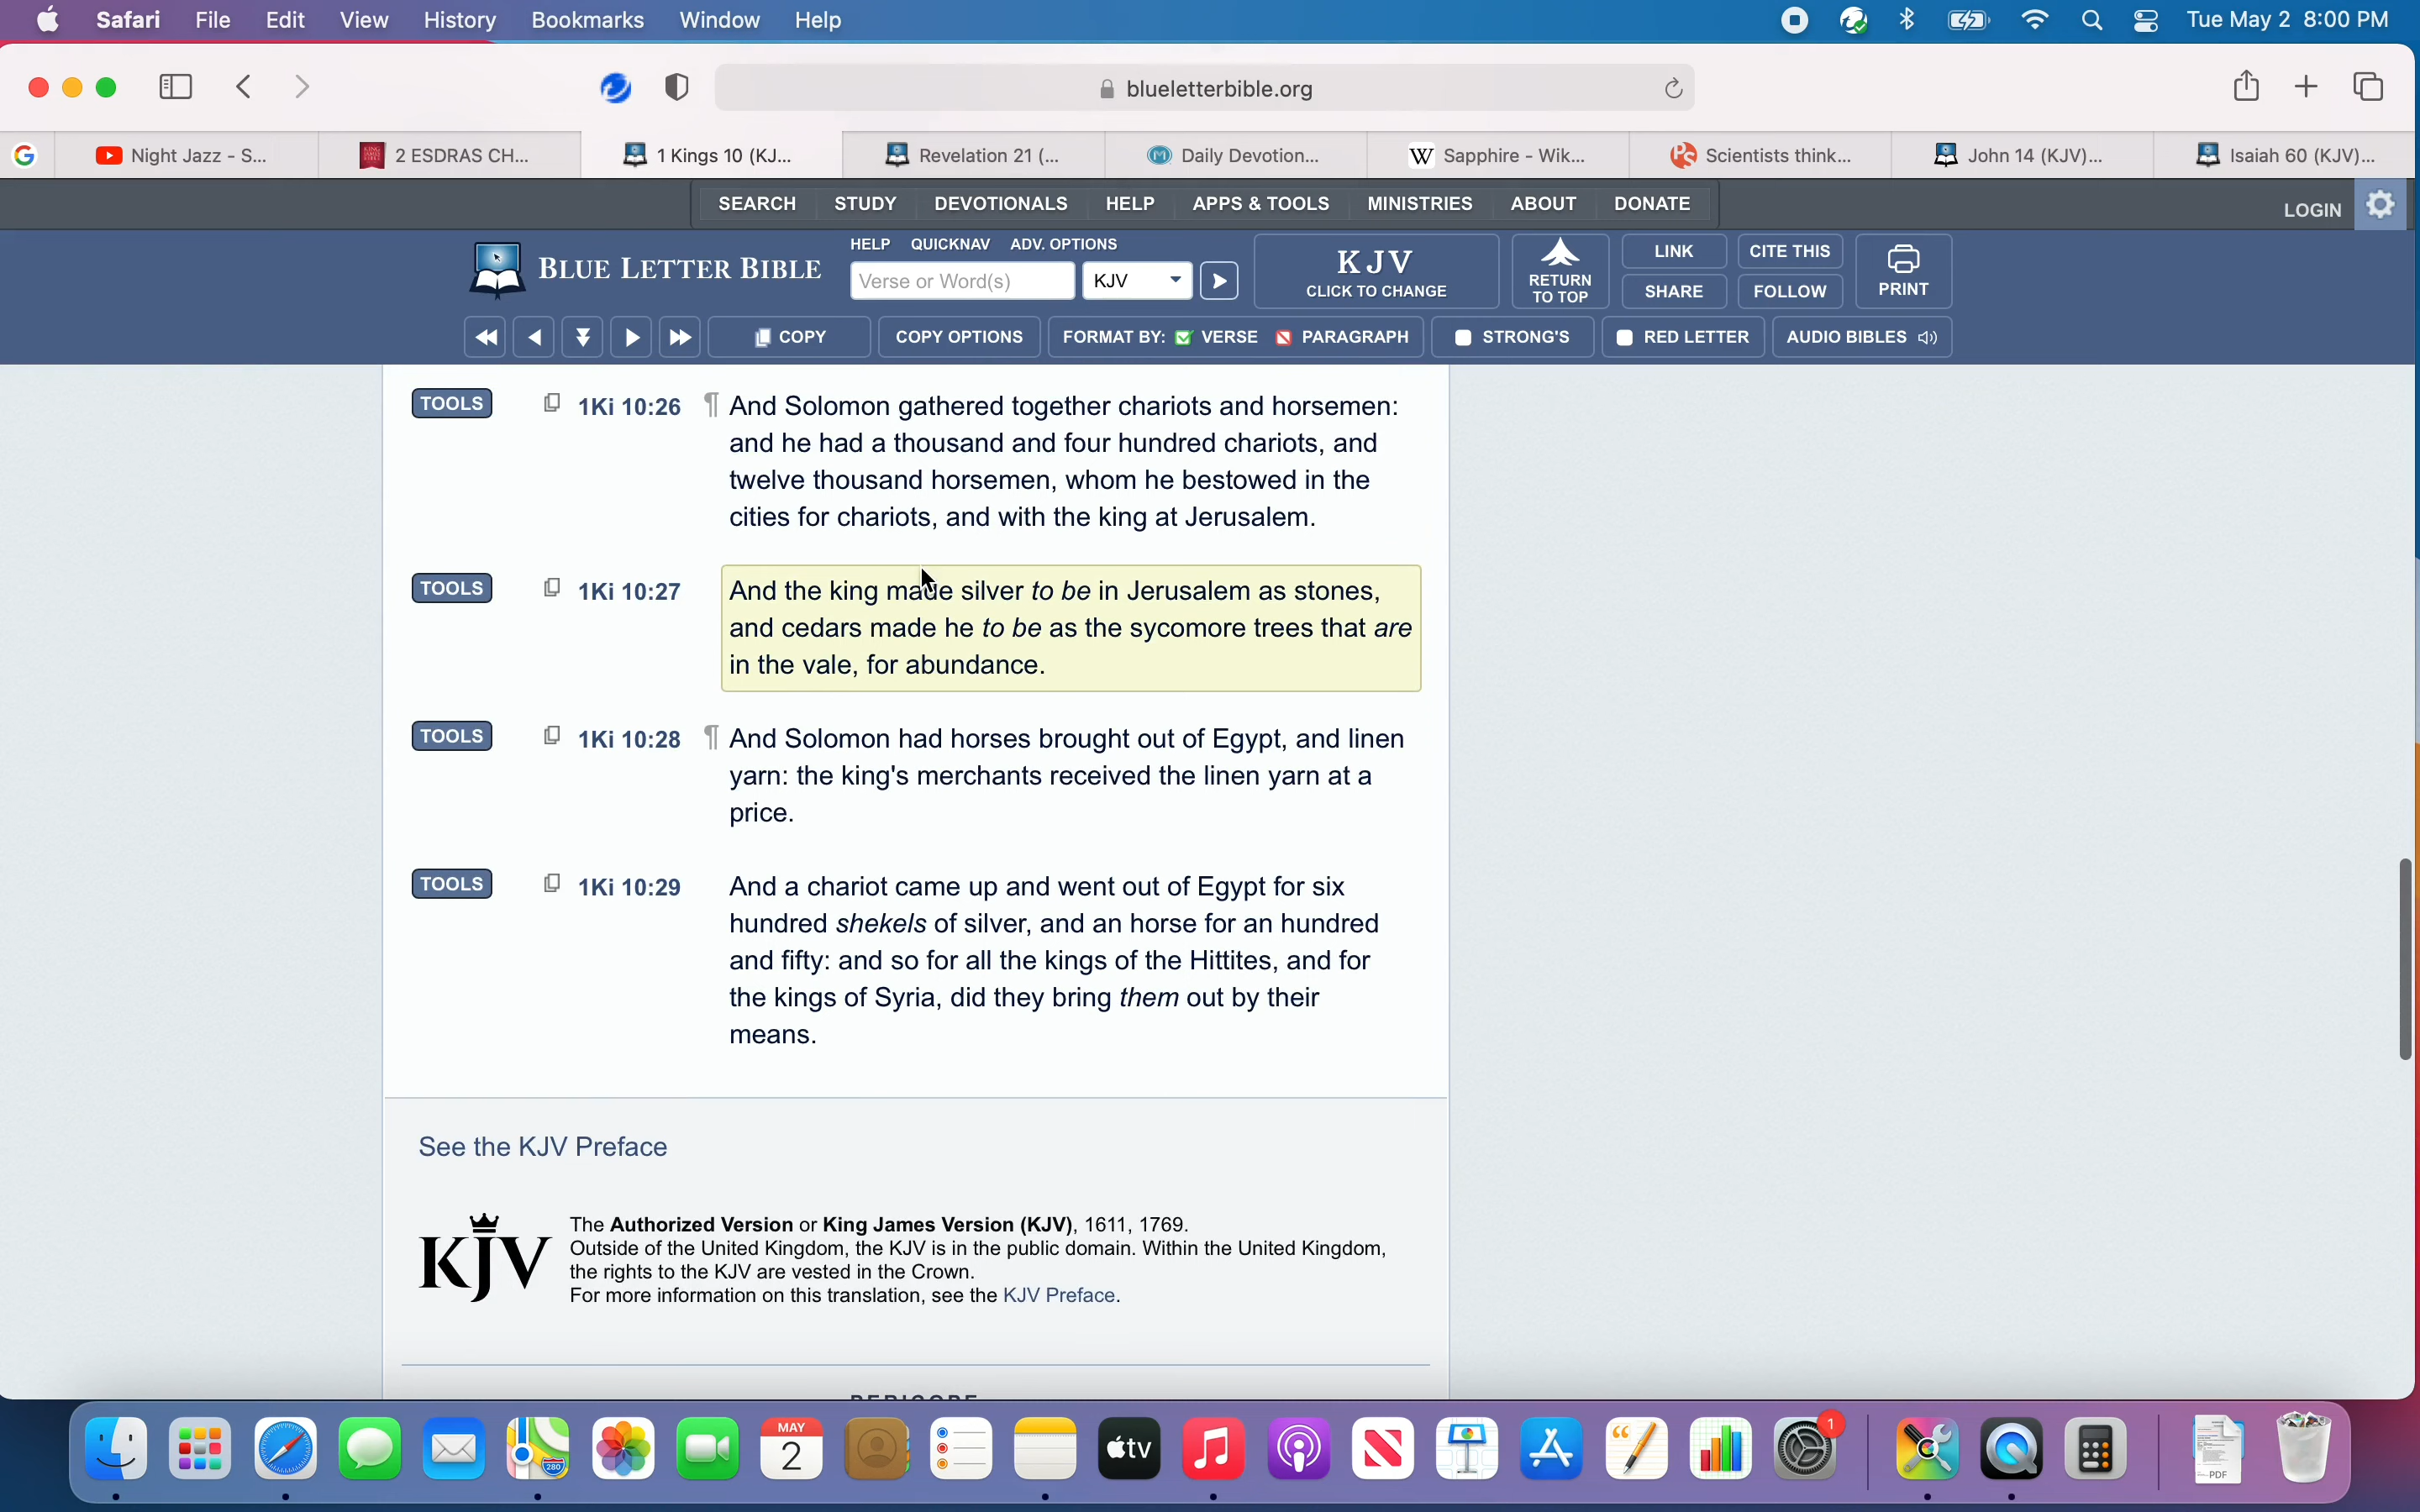 Safari File Edit View History Bookmarks Window Help Tue May 2 8:00 PM
blueletterbible.org
Night Jazz - S... 2 ESDRAS CH... 1 Kings 10 (KJ... Revelation 21 (... Daily Devotion... Sapphire - Wik... Scientists think... John 14 (KJV)... Isaiah 60 (KJV)...
SEARCH STUDY DEVOTIONALS HELP APPS & TOOLS MINISTRIES ABOUT DONATE LOGIN
HELP QUICKNAV ADV. OPTIONS
BLUE LETTER BIBLE
Verse or Word(s) KJV
KJV
CLICK TO CHANGE
RETURN
TO TOP
LINK CITE THIS
SHARE FOLLOW
PRINT
COPY COPY OPTIONS FORMAT BY: VERSE PARAGRAPH STRONG'S RED LETTER AUDIO BIBLES
TOOLS 1Ki 10:26 ¶ And Solomon gathered together chariots and horsemen:
and he had a thousand and four hundred chariots, and
twelve thousand horsemen, whom he bestowed in the
cities for chariots, and with the king at Jerusalem.
TOOLS 1Ki 10:27 And the king made silver to be in Jerusalem as stones,
and cedars made he to be as the sycomore trees that are
in the vale, for abundance.
TOOLS 1Ki 10:28 ¶ And Solomon had horses brought out of Egypt, and linen
yarn: the king's merchants received the linen yarn at a
price.
TOOLS 1Ki 10:29 And a chariot came up and went out of Egypt for six
hundred shekels of silver, and an horse for an hundred
and fifty: and so for all the kings of the Hittites, and for
the kings of Syria, did they bring them out by their
means.
See the KJV Preface
KJV
The Authorized Version or King James Version (KJV), 1611, 1769.
Outside of the United Kingdom, the KJV is in the public domain. Within the United Kingdom,
the rights to the KJV are vested in the Crown.
For more information on this translation, see the KJV Preface.
PERICOPE
280
MAY
2
tv
1
PDF